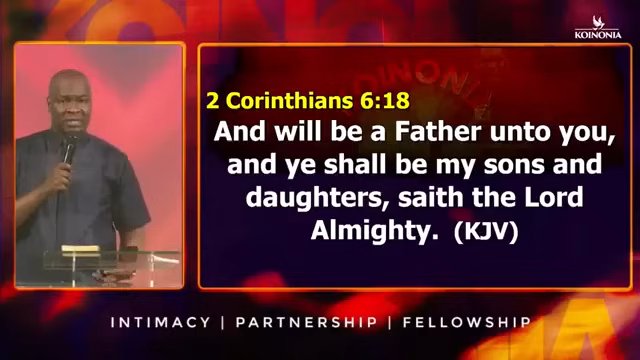 KOINONIA
2 Corinthians 6:18
And will be a Father unto you,
and ye shall be my sons and
daughters, saith the Lord
Almighty. (KJV)
INTIMACY | PARTNERSHIP | FELLOWSHIP